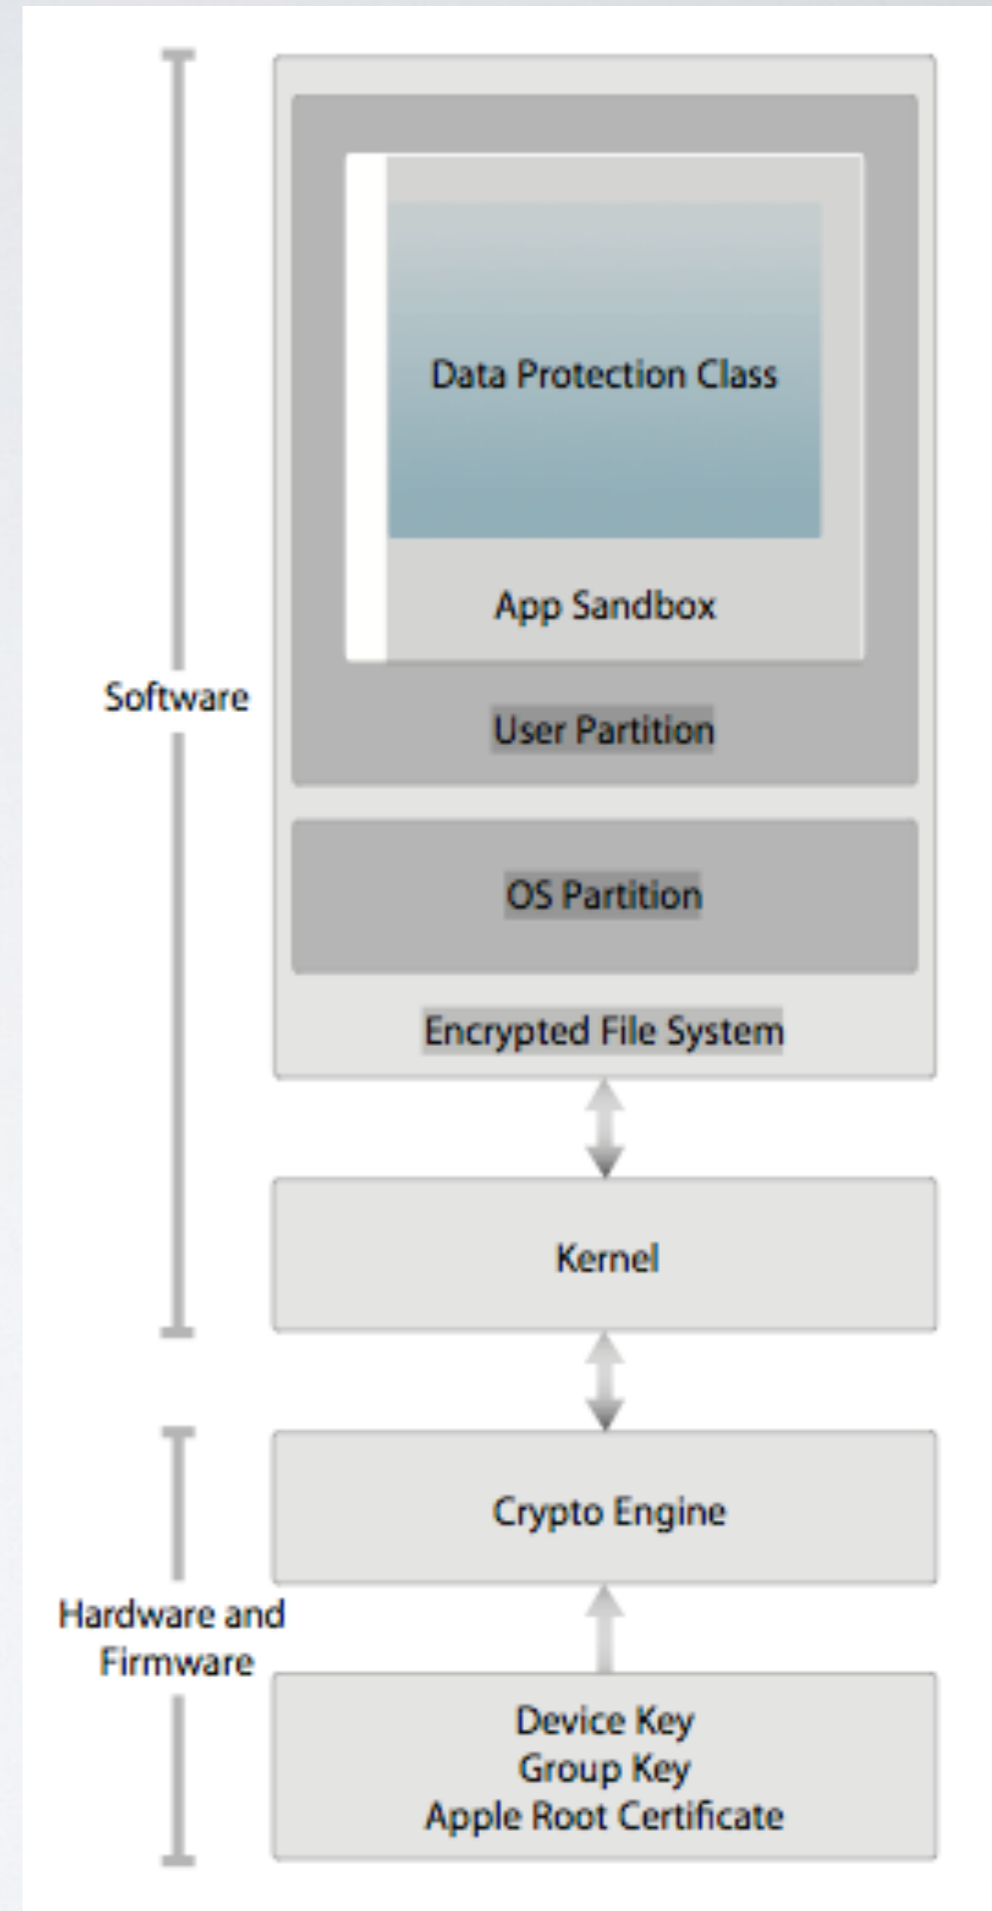 Data Protection Class
App Sandbox
Software
User Partition
OS Partition
Encrypted File System
Kernel
Crypto Engine
Hardware and
Firmware
Device Key
Group Key
Apple Root Certificate